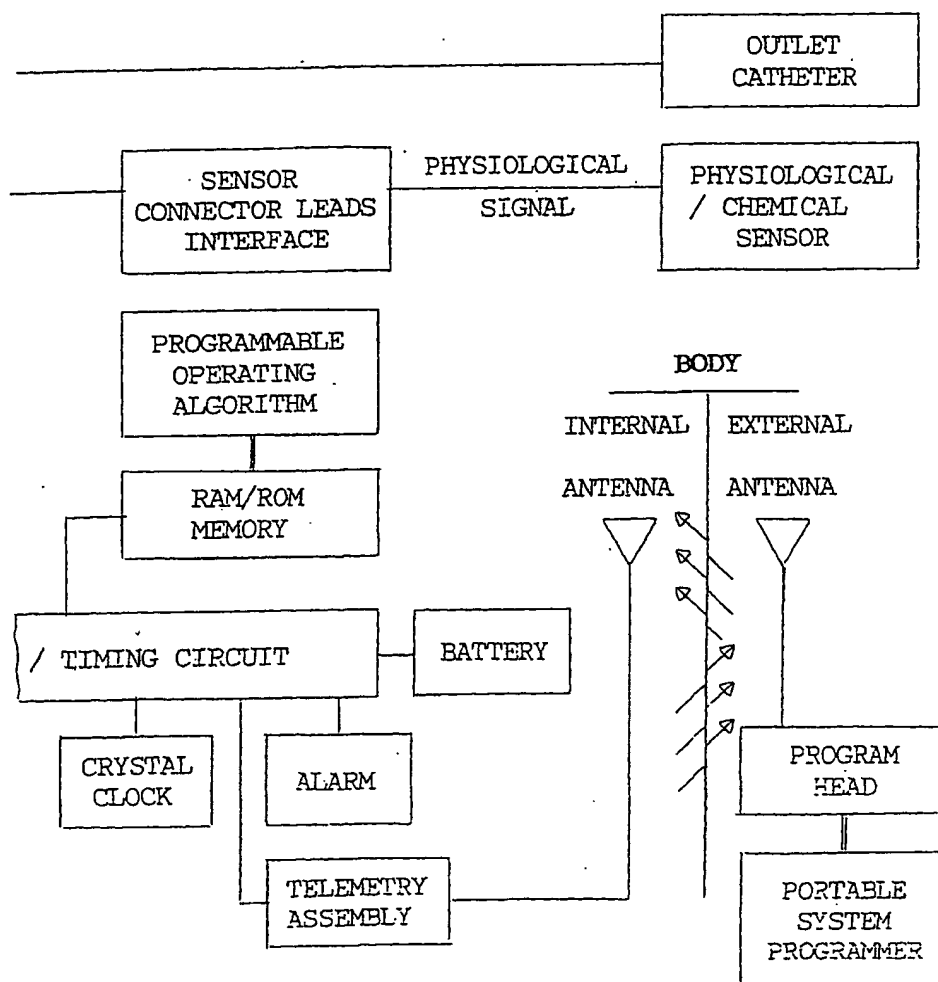 OUTLET
CATHETER
SENSOR
CONNECTOR LEADS
INTERFACE
PHYSIOLOGICAL
SIGNAL
PHYSIOLOGICAL
/ CHEMICAL
SENSOR
PROGRAMMABLE
OPERATING
ALGORITHM
RAM/ROM
MEMORY
BODY
INTERNAL
EXTERNAL
ANTENNA
ANTENNA
/ TIMING CIRCUIT
BATTERY
CRYSTAL
CLOCK
ALARM
TELEMETRY
ASSEMBLY
PROGRAM
HEAD
PORTABLE
SYSTEM
PROGRAMMER